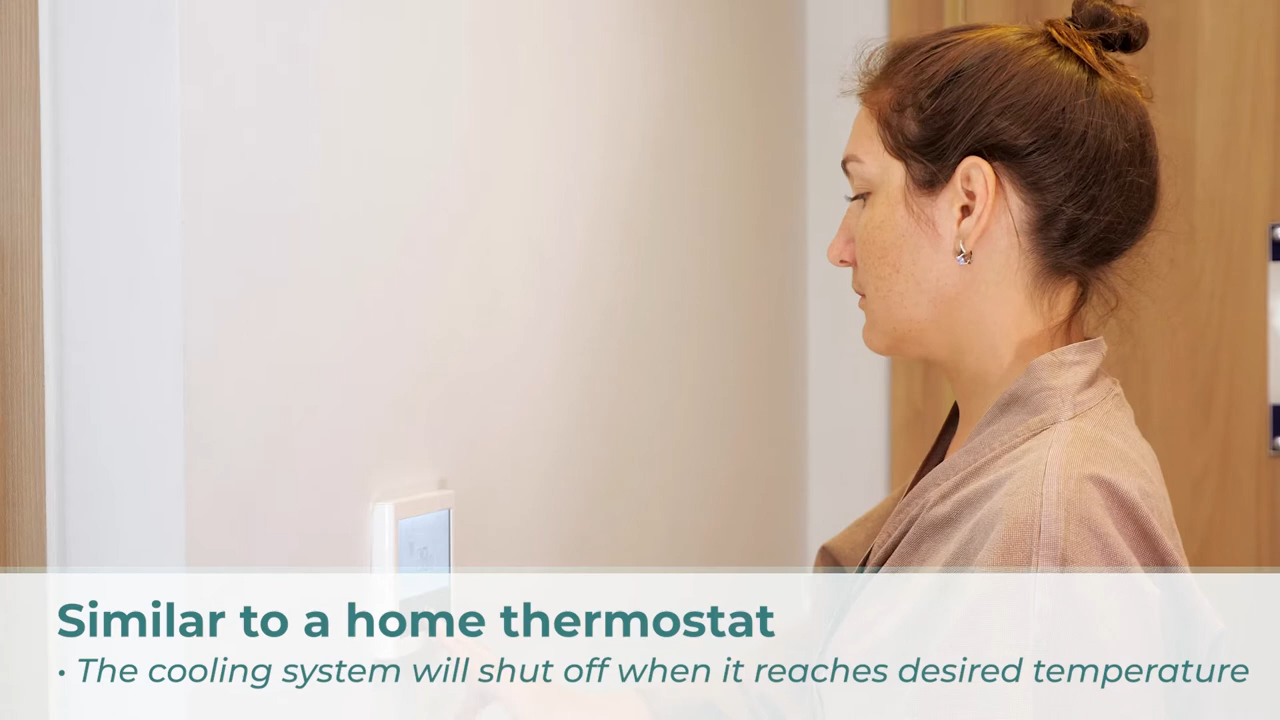 Similar to a home thermostat
• The cooling system will shut off when it reaches desired temperature